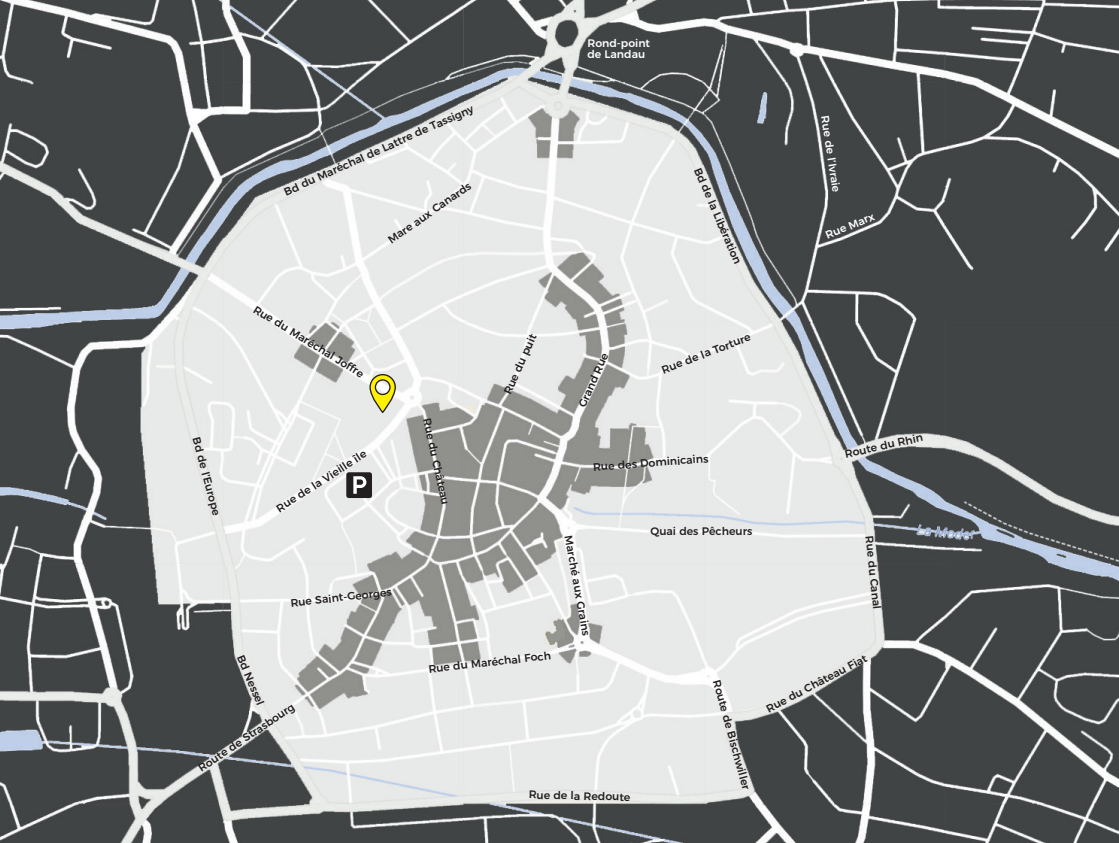 Rond-point
de Landau
Bd du Maréchal de Lattre de Tassigny
Rue de l'Ivraie
Mare aux Canards
Bd de la Libération
Rue Marx
Rue du Maréchal Joffre
Rue du puit
Grand Rue
Rue de la Torture
Rue du Château
Bd de l'Europe
Rue de la Vieille île
P
Rue des Dominicains
Route du Rhin
Quai des Pêcheurs
La Moder
Marché aux Grains
Rue du Canal
Rue Saint-Georges
Rue du Maréchal Foch
Bd Nessel
Rue du Château Fiat
Route de Strasbourg
Route de Bischwiller
Rue de la Redoute